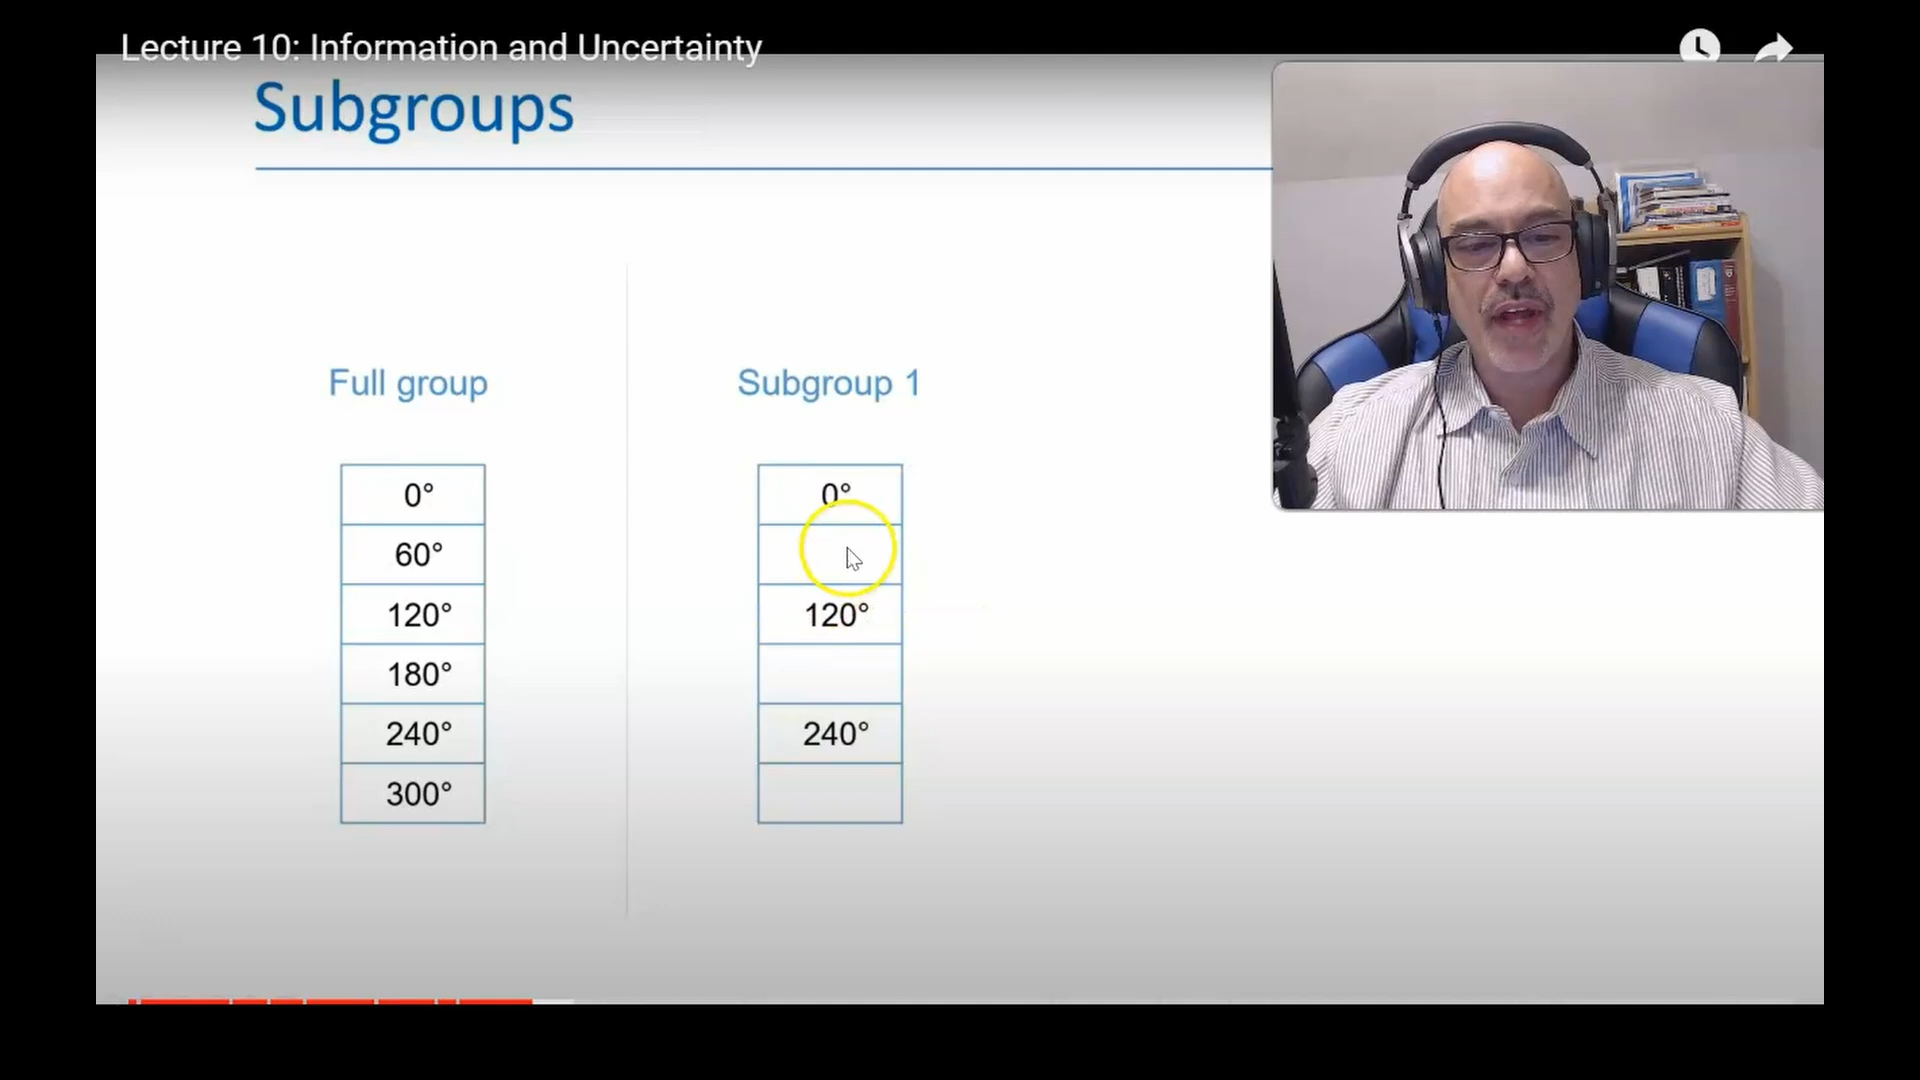 Lecture 10: Information and Uncertainty
Subgroups
Full group
0°
60°
120°
180°
240°
300°
Subgroup 1
0°
120°
240°